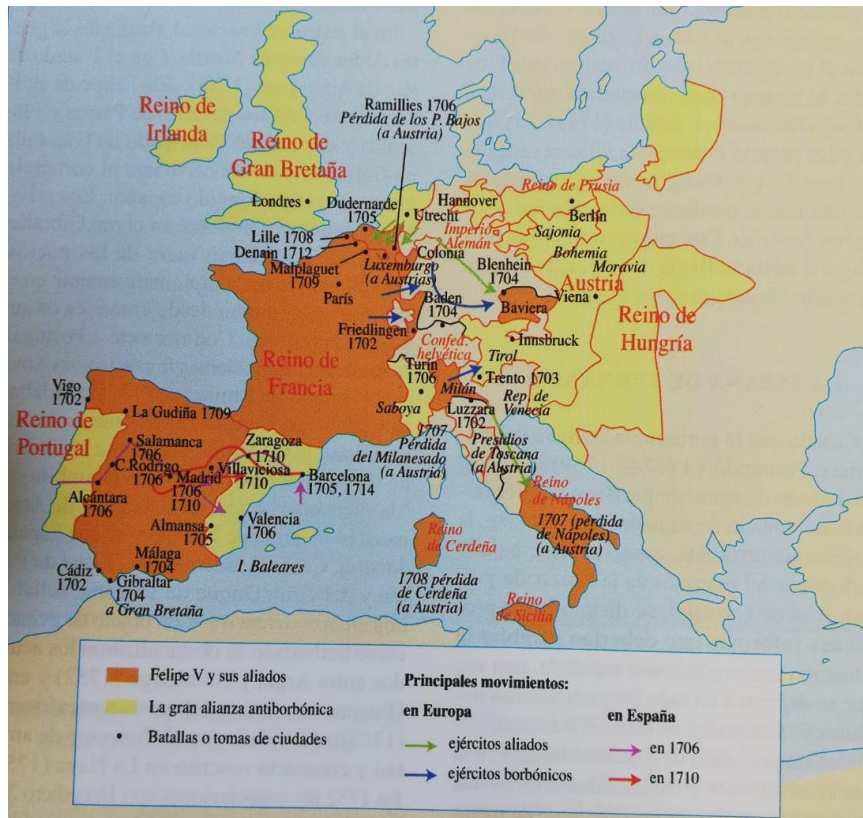 Reino de
Irlanda
Reino de
Gran Bretaña
Londres
Ramillies 1706
Pérdida de los P. Bajos
(a Austria)
Dudernarde
1705
Hannover
Utrecht
Reino de Prusia
Berlín
Imperio
Alemán
Sajonia
Lille 1708
Denain 1712
Malplaguet
1709
Luxemburgo
(a Austrias)
Colonia
Bohemia
Moravia
Blenhein
1704
Austria
París
Baden
1704
Baviera
Viena
Reino de
Hungría
Friedlingen
1702
Innsbruck
Confed.
helvética
Tirol
Reino de
Francia
Turín
1706
Milán
Trento 1703
Saboya
Rep. de
Venecia
Luzzara
1702
Vigo
1702
La Gudiña 1709
1707
Pérdida
del Milanesado
(a Austria)
Presidios
de Toscana
(a Austria)
Reino de
Portugal
Salamanca
1706
Zaragoza
1710
C.Rodrigo
1706
Madrid
1706
1710
Villaviciosa
1710
Barcelona
1705, 1714
Reino
de Nápoles
Alcántara
1706
Almansa
1705
Valencia
1706
Reino
de Cerdeña
1707 (pérdida
de Nápoles)
(a Austria)
Málaga
1704
I. Baleares
Cádiz
1702
Gibraltar
1704
a Gran Bretaña
1708 pérdida
de Cerdeña
(a Austria)
Reino
de Sicilia
Felipe V y sus aliados
La gran alianza antiborbónica
Batallas o tomas de ciudades
Principales movimientos:
en Europa
en España
ejércitos aliados
en 1706
ejércitos borbónicos
en 1710